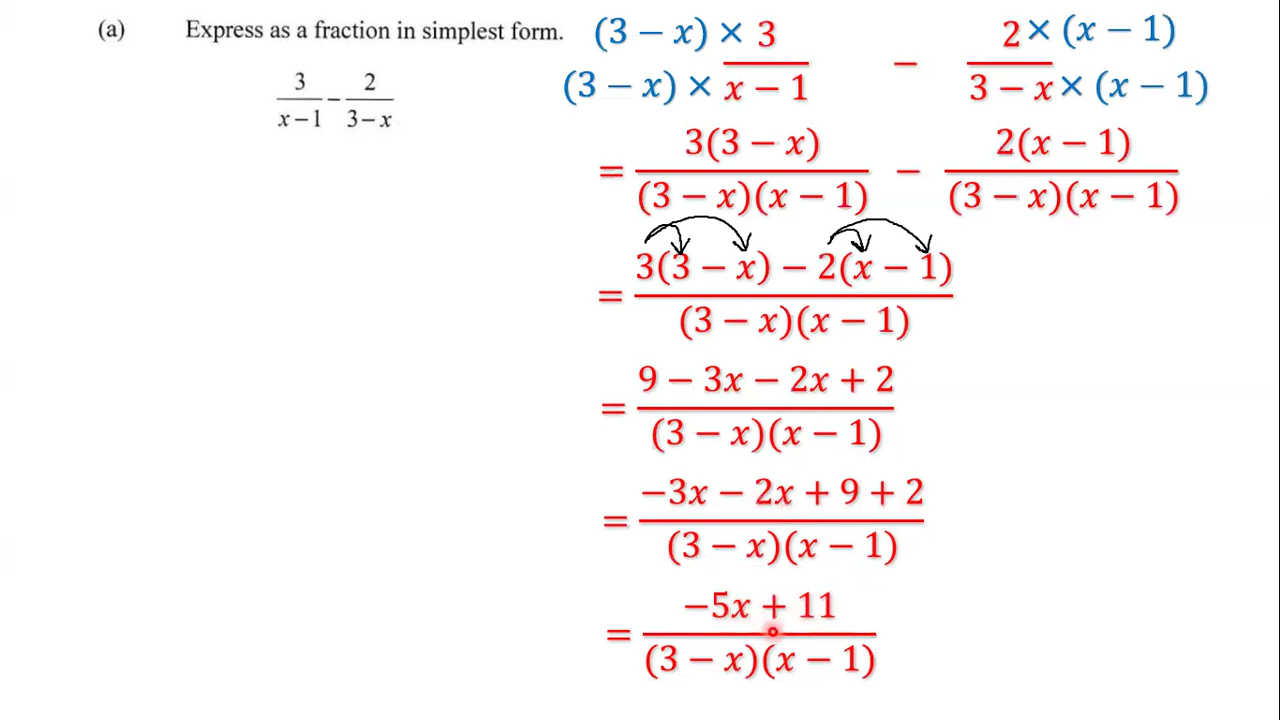 (a) Express as a fraction in simplest form.
3/(x−1) − 2/(3−x)
(3 − x) × 3 / (3 − x) × x − 1 − 2 × (x − 1) / 3 − x × (x − 1)
= 3(3 − x) / (3 − x)(x − 1) − 2(x − 1) / (3 − x)(x − 1)
= 3(3 − x) − 2(x − 1) / (3 − x)(x − 1)
= 9 − 3x − 2x + 2 / (3 − x)(x − 1)
= −3x − 2x + 9 + 2 / (3 − x)(x − 1)
= −5x + 11 / (3 − x)(x − 1)